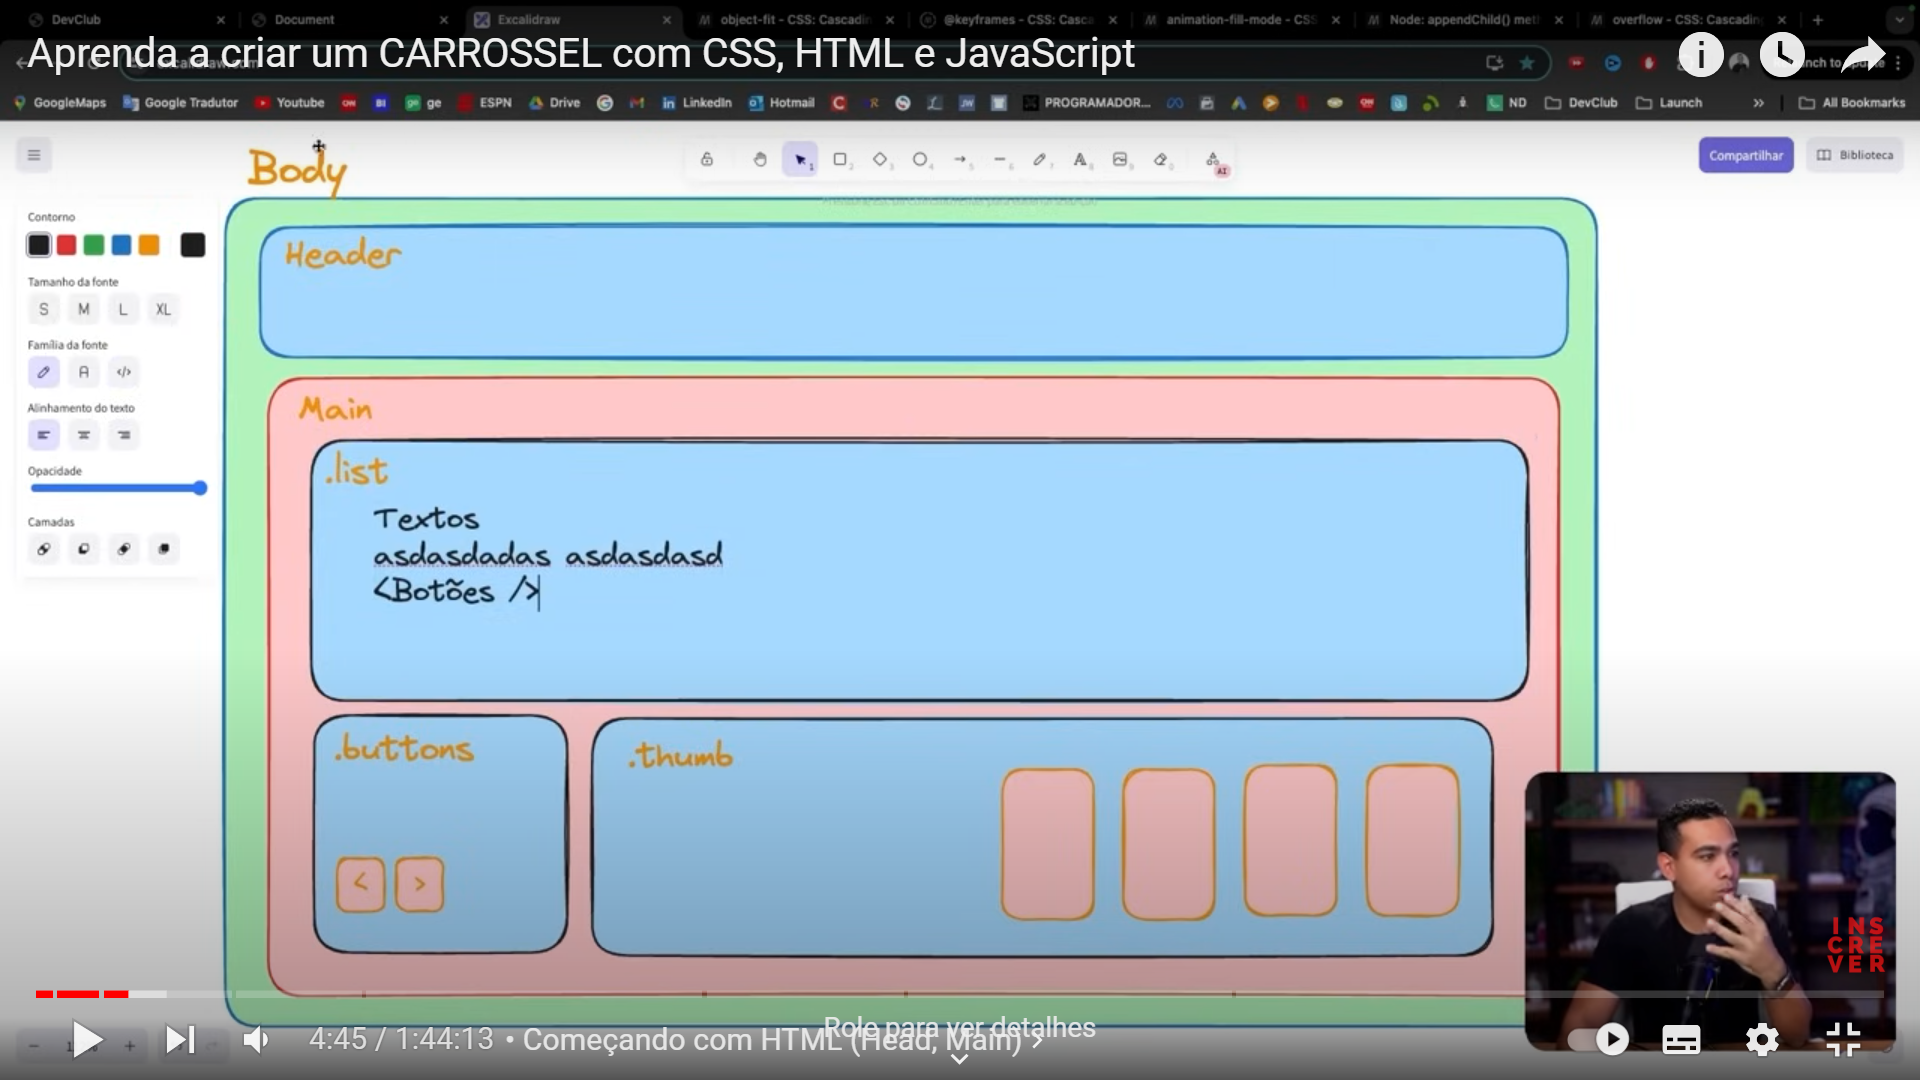 DevClub
Document
Excalidraw
object-fit - CSS: Cascadin
@keyframes - CSS: Casca
animation-fill-mode - CSS
Node: appendChild() met
overflow - CSS: Cascadin
Aprenda a criar um CARROSSEL com CSS, HTML e JavaScript
GoogleMaps
Google Tradutor
Youtube
ge
ESPN
Drive
LinkedIn
Hotmail
PROGRAMADOR...
ND
DevClub
Launch
All Bookmarks
Body
Compartilhar
Biblioteca
AI
Contorno
Header
Tamanho da fonte
S M L XL
Família da fonte
Alinhamento do texto
Main
Opacidade
.list
Textos
Camadas
asdasdadas asdasdasd
<Botões />
.buttons
.thumb
< >
INS
CRE
VER
Role para ver detalhes
4:45 / 1:44:13 • Começando com HTML (Head, Main) ›